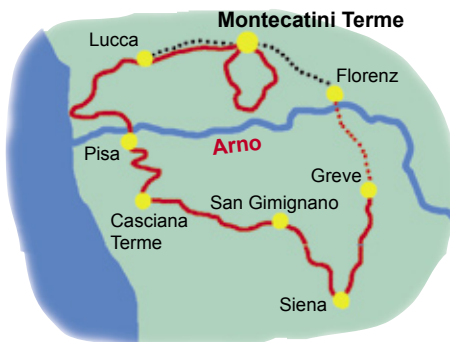 Montecatini Terme
Lucca
Florenz
Pisa
Arno
Greve
San Gimignano
Casciana
Terme
Siena